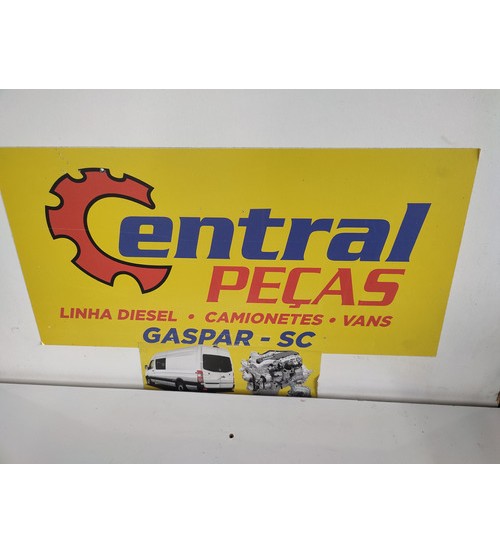 Central
PEÇAS
LINHA DIESEL • CAMIONETES • VANS
GASPAR - SC